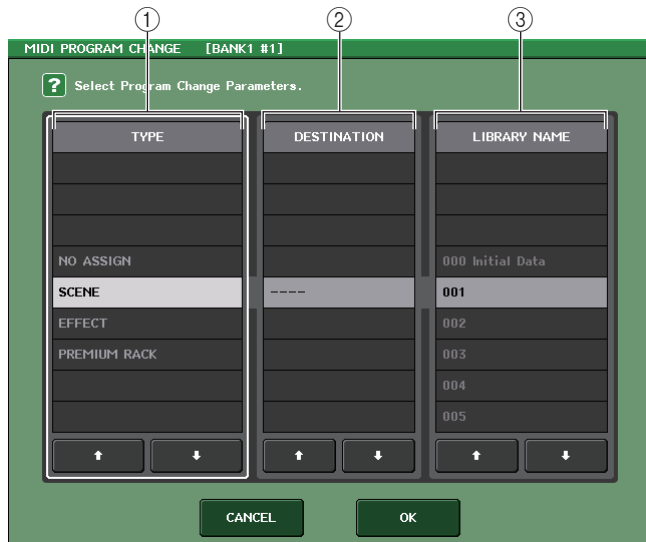 ① ② ③
MIDI PROGRAM CHANGE [BANK1 #1]
? Select Program Change Parameters.
TYPE DESTINATION LIBRARY NAME
NO ASSIGN 000 Initial Data
SCENE ---- 001
EFFECT 002
PREMIUM RACK 003
004
005
CANCEL OK